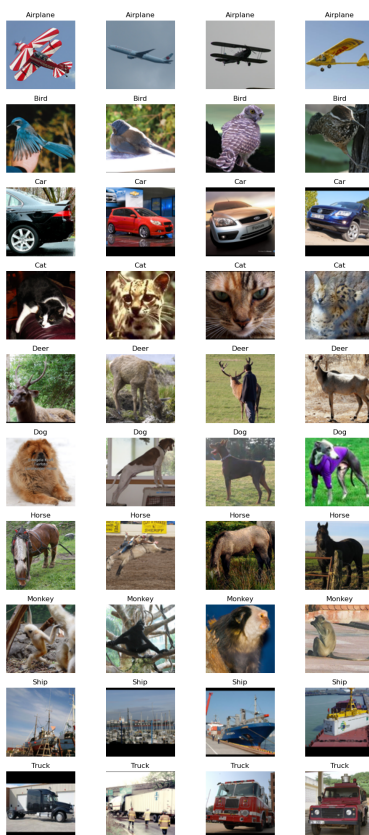 Airplane Airplane Airplane Airplane
Bird Bird Bird Bird
Car Car Car Car
Cat Cat Cat Cat
Deer Deer Deer Deer
Dog Dog Dog Dog
Horse Horse Horse Horse
Monkey Monkey Monkey Monkey
Ship Ship Ship Ship
Truck Truck Truck Truck